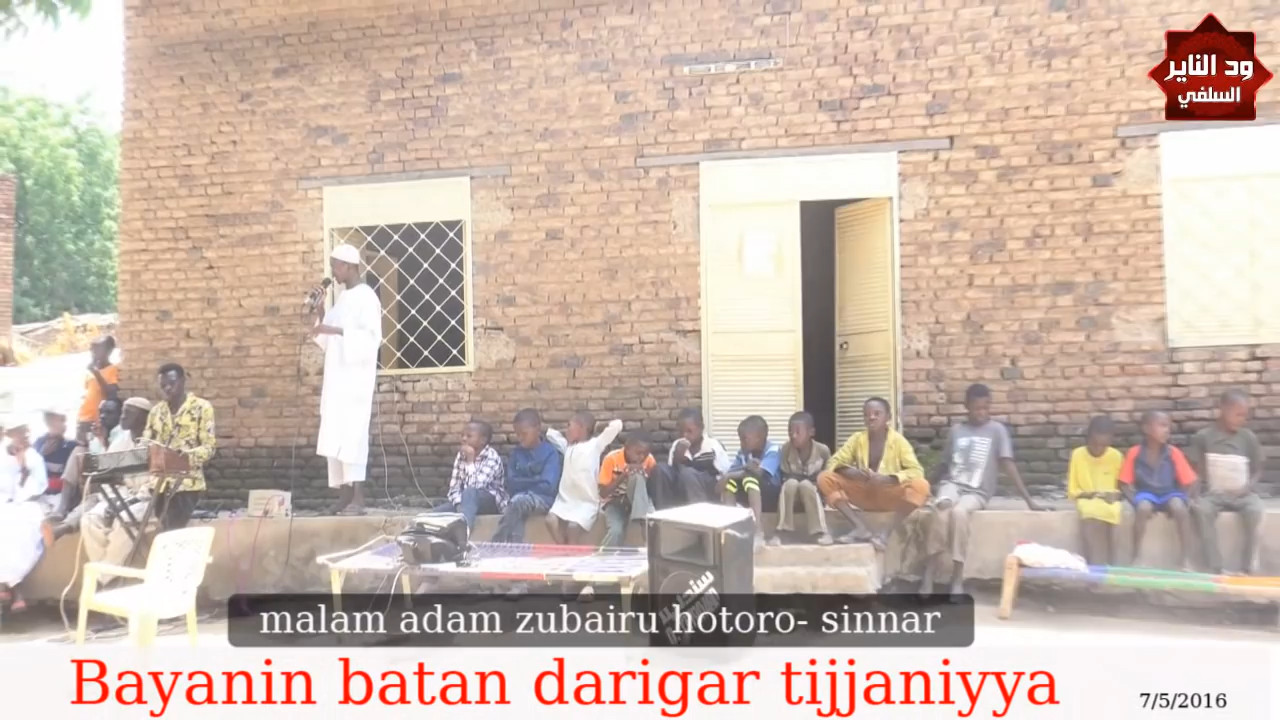 ود الناير
السلفي
malam adam zubairu hotoro- sinnar
Bayanin batan darigar tijjaniyya
7/5/2016